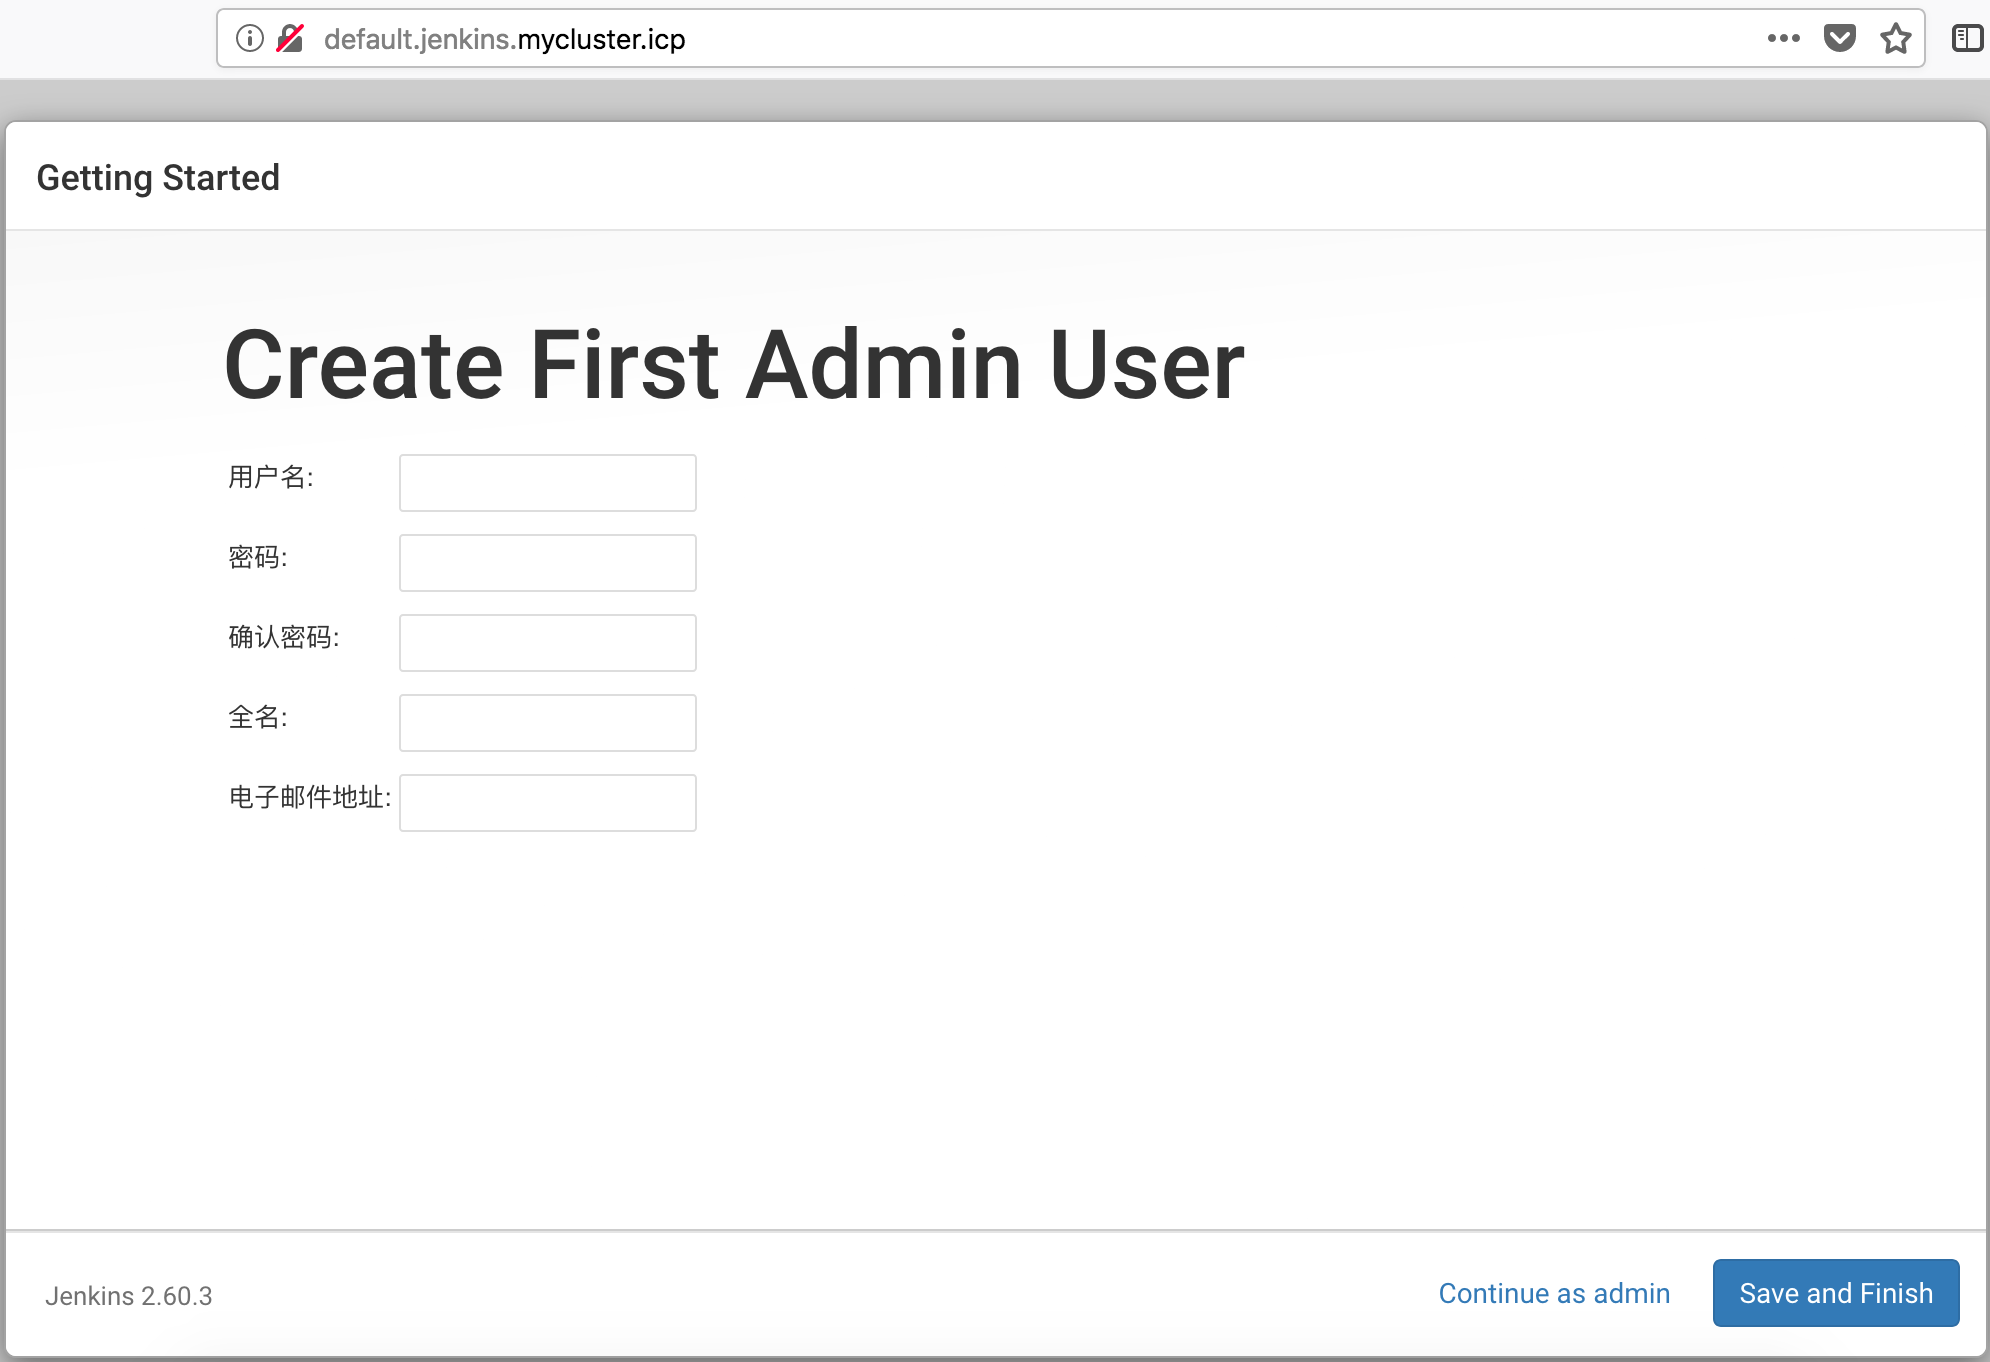 default.jenkins.mycluster.icp
Getting Started
Create First Admin User
用户名:
密码:
确认密码:
全名:
电子邮件地址:
Jenkins 2.60.3
Continue as admin
Save and Finish